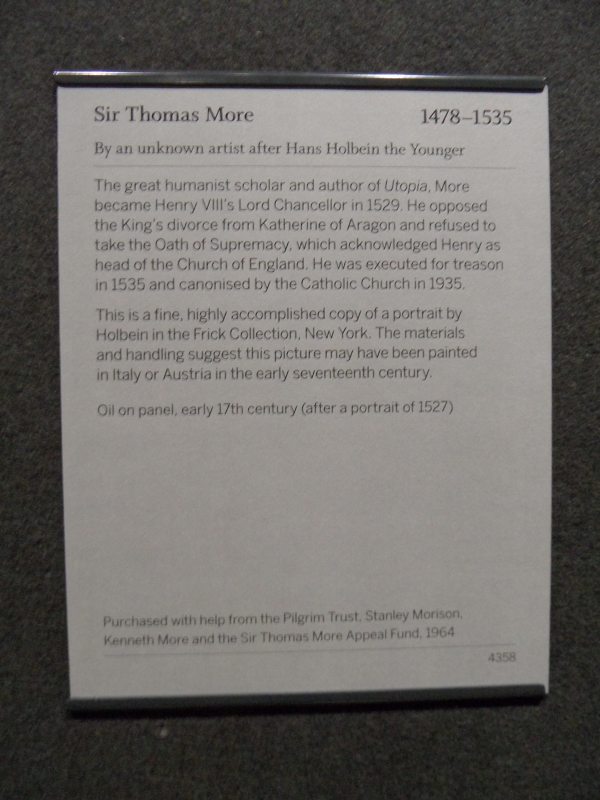 Sir Thomas More 1478–1535
By an unknown artist after Hans Holbein the Younger
The great humanist scholar and author of Utopia, More
became Henry VIII's Lord Chancellor in 1529. He opposed
the King's divorce from Katherine of Aragon and refused to
take the Oath of Supremacy, which acknowledged Henry as
head of the Church of England. He was executed for treason
in 1535 and canonised by the Catholic Church in 1935.
This is a fine, highly accomplished copy of a portrait by
Holbein in the Frick Collection, New York. The materials
and handling suggest this picture may have been painted
in Italy or Austria in the early seventeenth century.
Oil on panel, early 17th century (after a portrait of 1527)
Purchased with help from the Pilgrim Trust, Stanley Morison,
Kenneth More and the Sir Thomas More Appeal Fund, 1964
4358